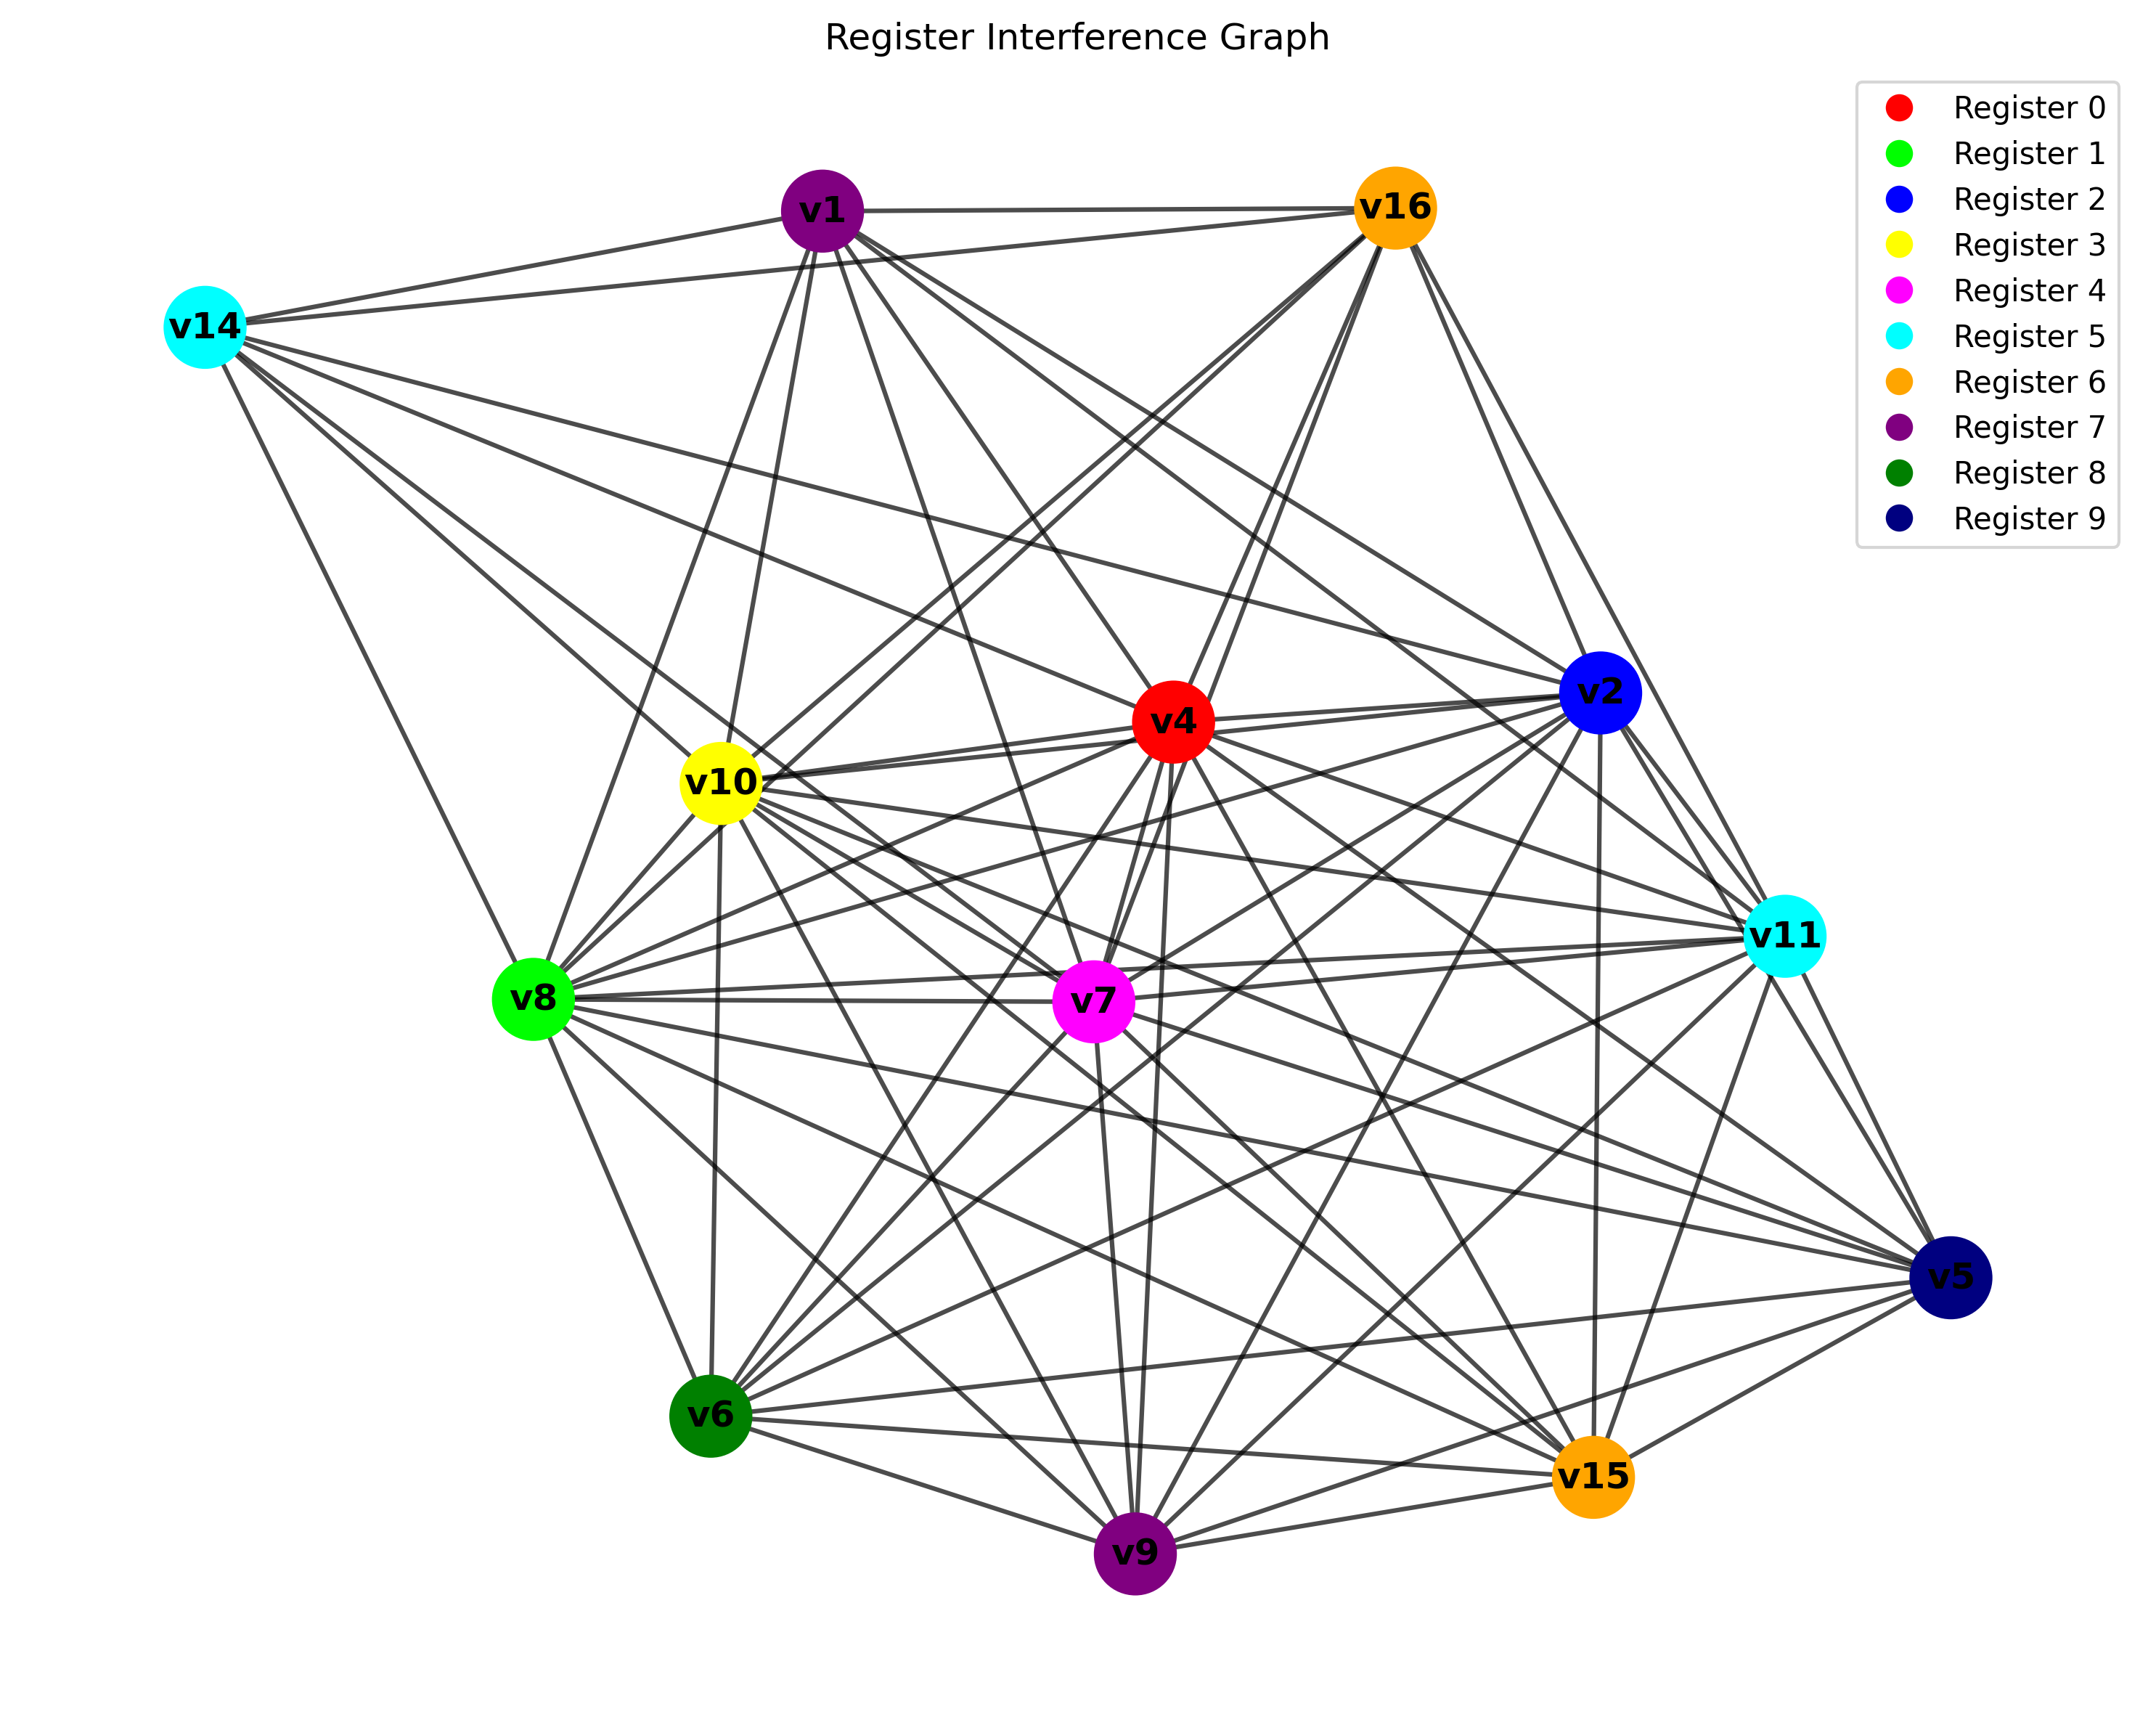 Register Interference Graph
Register 0
Register 1
Register 2
Register 3
Register 4
Register 5
Register 6
Register 7
Register 8
Register 9
v1
v16
v14
v2
v4
v10
v11
v8
v7
v5
v6
v15
v9